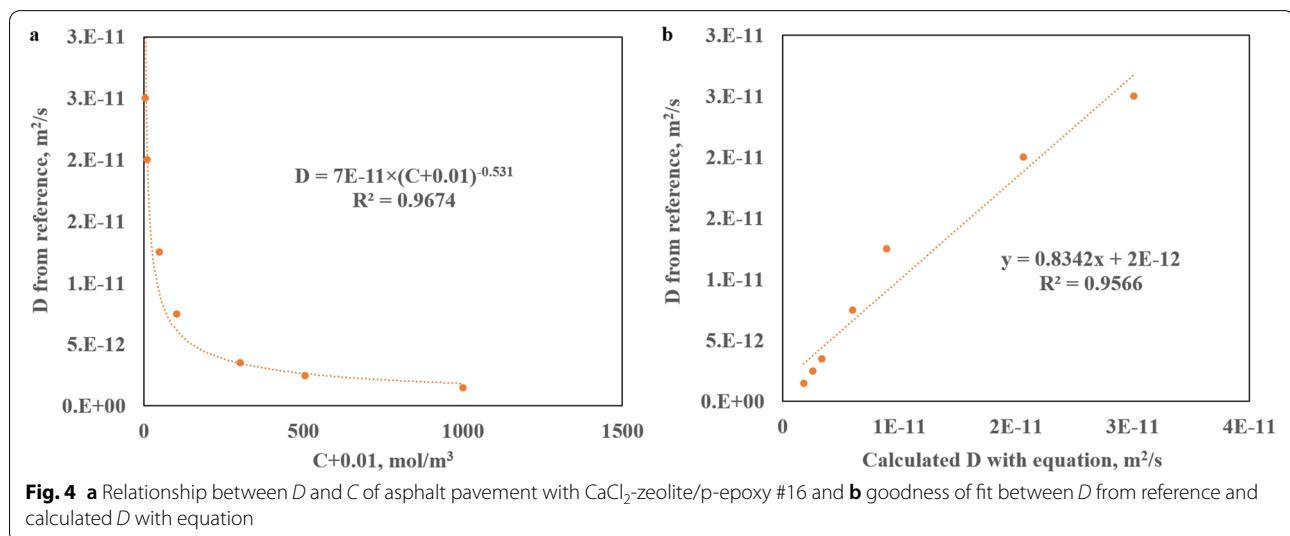 a
3.E-11
3.E-11
2.E-11
2.E-11
1.E-11
5.E-12
0.E+00
D from reference, m²/s
D = 7E-11×(C+0.01)^-0.531
R² = 0.9674
0 500 1000 1500
C+0.01, mol/m³
b
3.E-11
3.E-11
2.E-11
2.E-11
1.E-11
5.E-12
0.E+00
D from reference, m²/s
y = 0.8342x + 2E-12
R² = 0.9566
0 1E-11 2E-11 3E-11 4E-11
Calculated D with equation, m²/s
Fig. 4 a Relationship between D and C of asphalt pavement with CaCl₂-zeolite/p-epoxy #16 and b goodness of fit between D from reference and
calculated D with equation